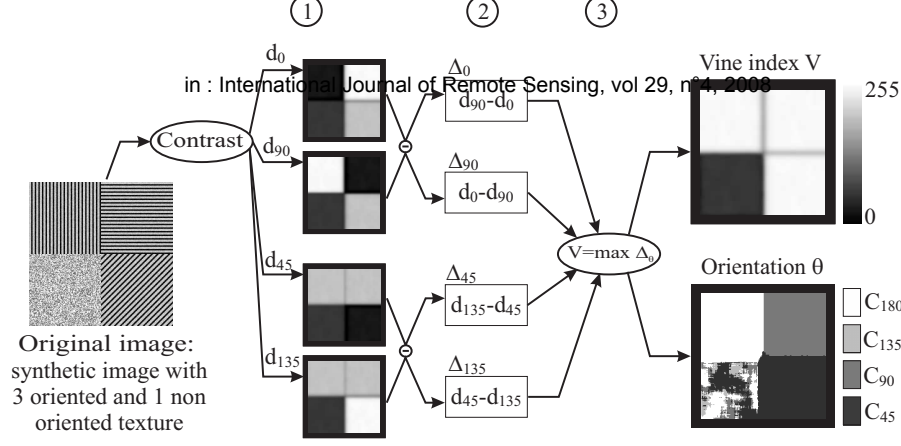 1 2 3
d0
Δ0
d90-d0
Vine index V
in : International Journal of Remote Sensing, vol 29, n°4, 2008
255
0
Contrast
d90
Δ90
d0-d90
V=max Δθ
d45
Δ45
d135-d45
Orientation θ
C180
C135
C90
C45
d135
Δ135
d45-d135
Original image:
synthetic image with
3 oriented and 1 non
oriented texture